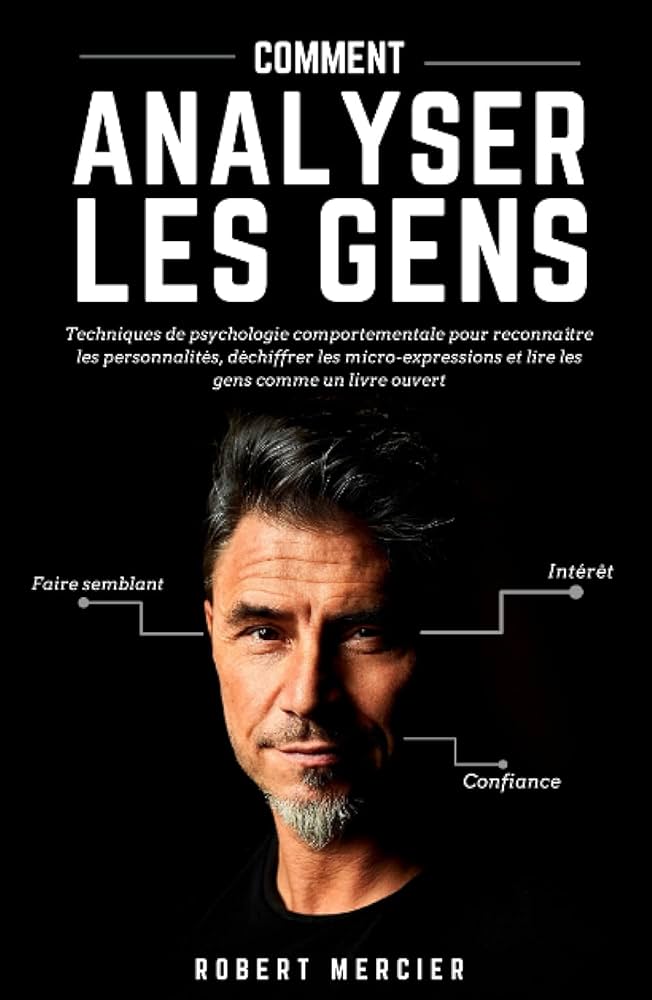 COMMENT
ANALYSER
LES GENS
Techniques de psychologie comportementale pour reconnaître
les personnalités, déchiffrer les micro-expressions et lire les
gens comme un livre ouvert
Faire semblant
Intérêt
Confiance
ROBERT MERCIER